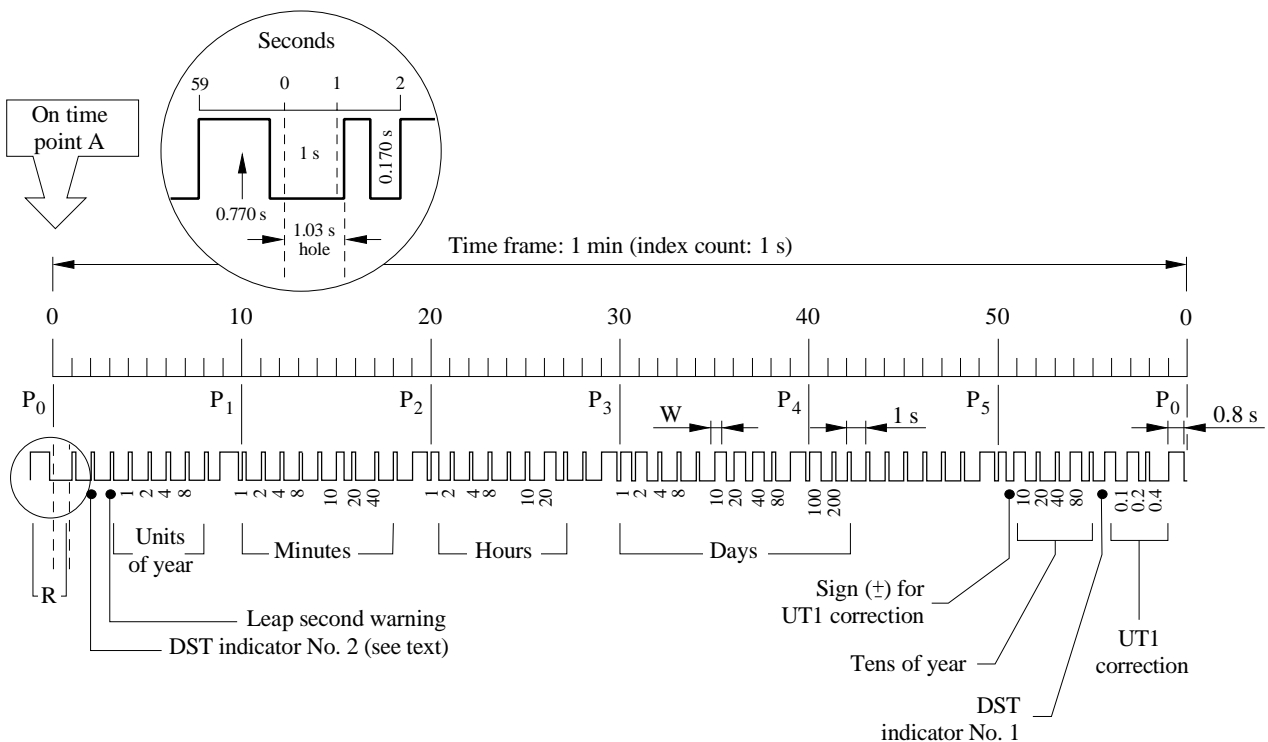 Seconds
59 0 1 2
On time
point A
1 s
0.170 s
0.770 s
1.03 s
hole
Time frame: 1 min (index count: 1 s)
0 10 20 30 40 50 0
P0 P1 P2 P3 P4 P5 P0
W 1 s 0.8 s
1 2 4 8 1 2 4 8 10 20 40 1 2 4 8 10 20 1 2 4 8 10 20 40 80 100 200 10 20 40 80 0.1 0.2 0.4
Units
of year
Minutes
Hours
Days
R
Leap second warning
DST indicator No. 2 (see text)
Sign (±) for
UT1 correction
Tens of year
DST
indicator No. 1
UT1
correction